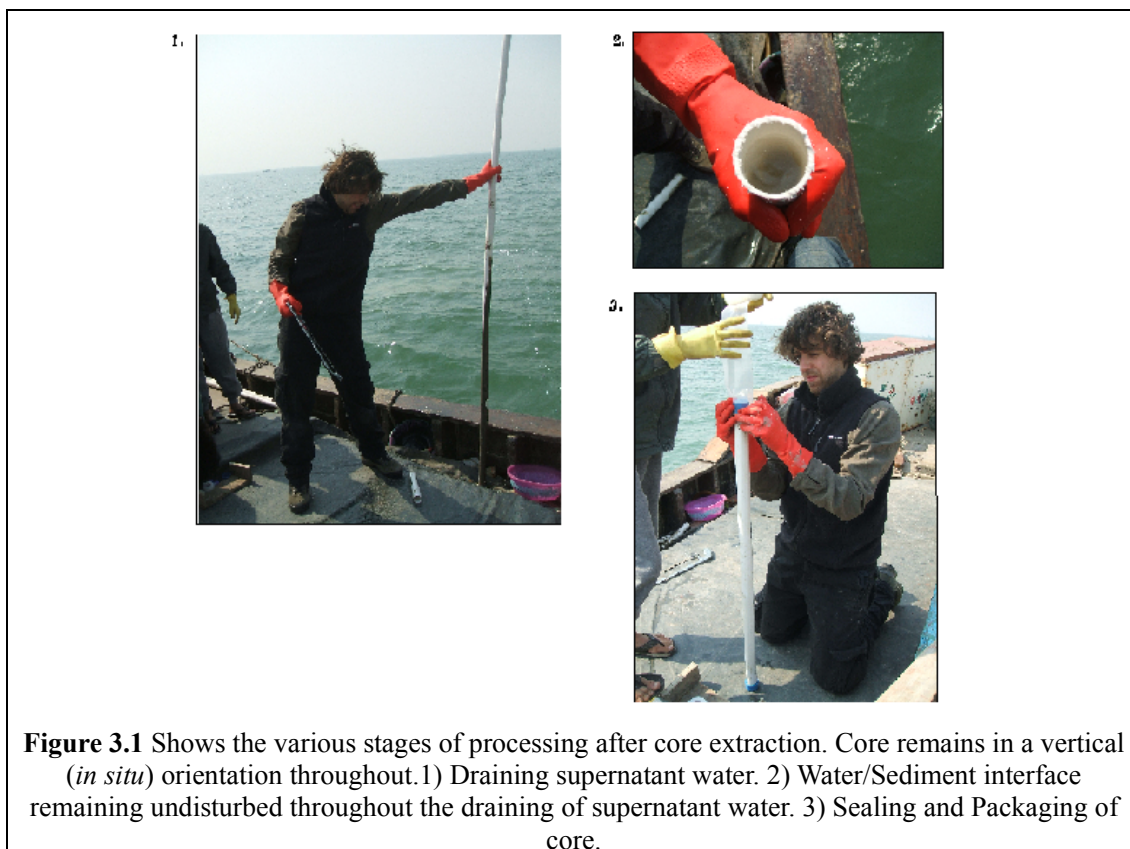 1.
2.
3.
Figure 3.1 Shows the various stages of processing after core extraction. Core remains in a vertical
(in situ) orientation throughout.1) Draining supernatant water. 2) Water/Sediment interface
remaining undisturbed throughout the draining of supernatant water. 3) Sealing and Packaging of
core.